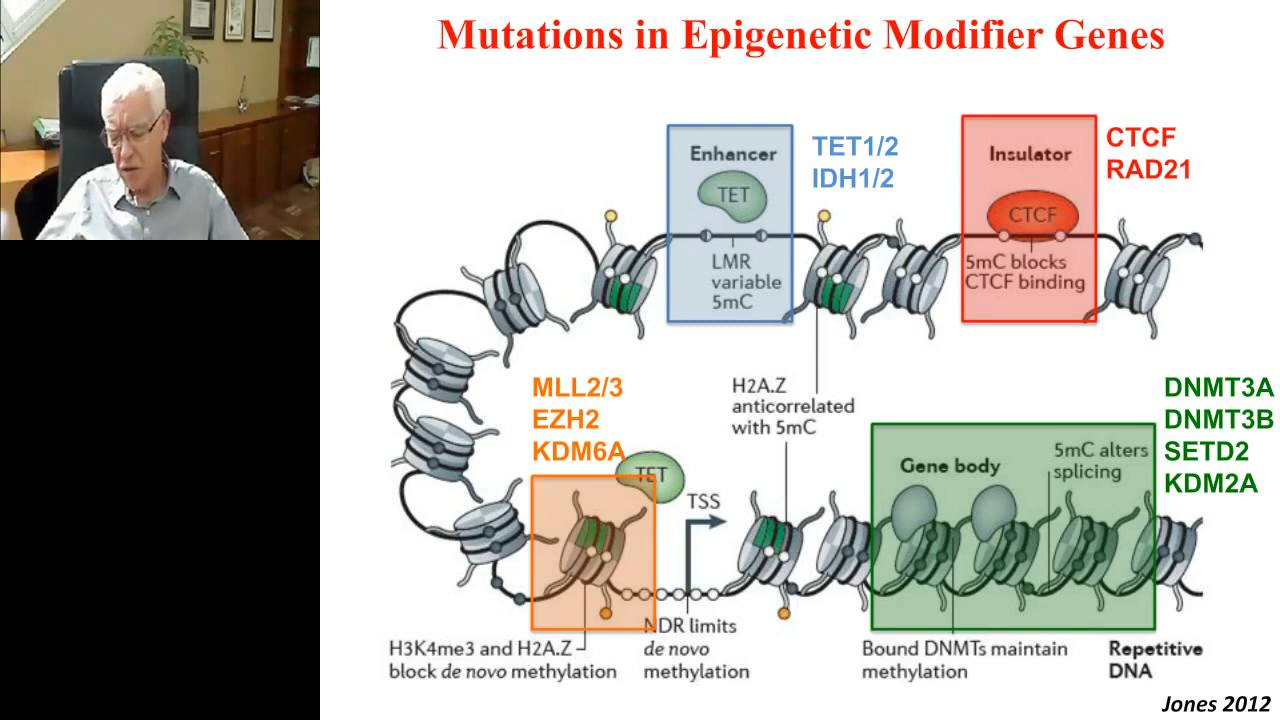 Mutations in Epigenetic Modifier Genes
Enhancer
TET
LMR
variable
5mC
TET1/2
IDH1/2
Insulator
CTCF
5mC blocks
CTCF binding
CTCF
RAD21
MLL2/3
EZH2
KDM6A
TET
TSS
H2A.Z
anticorrelated
with 5mC
Gene body
5mC alters
splicing
DNMT3A
DNMT3B
SETD2
KDM2A
H3K4me3 and H2A.Z
block de novo methylation
NDR limits
de novo
methylation
Bound DNMTs maintain
methylation
Repetitive
DNA
Jones 2012